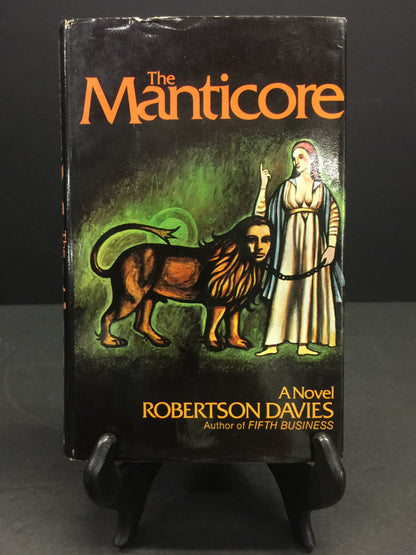 The
Manticore
A Novel
ROBERTSON DAVIES
Author of FIFTH BUSINESS